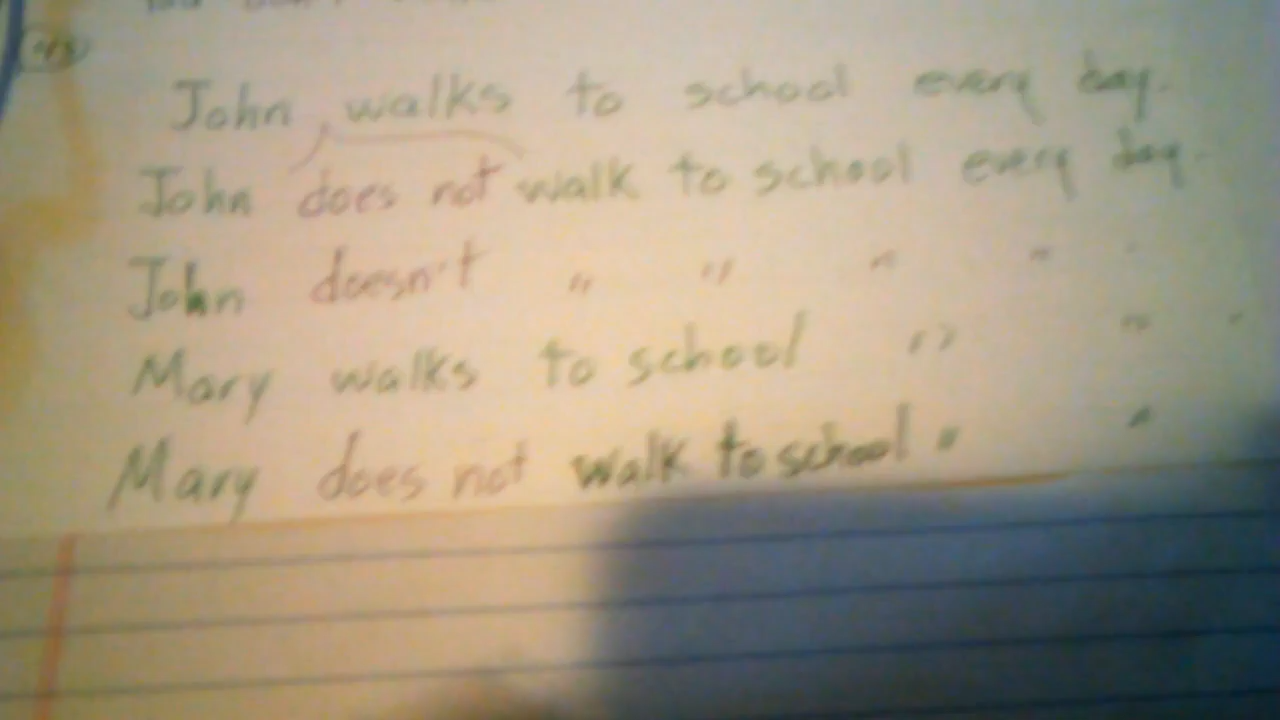 John walks to school every day.
John does not walk to school every day.
John doesn't " " " " "
Mary walks to school " " "
Mary does not walk to school " "